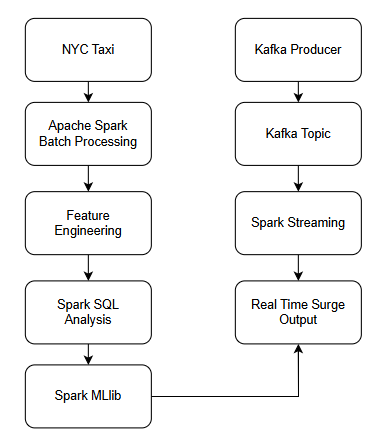 NYC Taxi
Apache Spark
Batch Processing
Feature
Engineering
Spark SQL
Analysis
Spark MLlib
Kafka Producer
Kafka Topic
Spark Streaming
Real Time Surge
Output